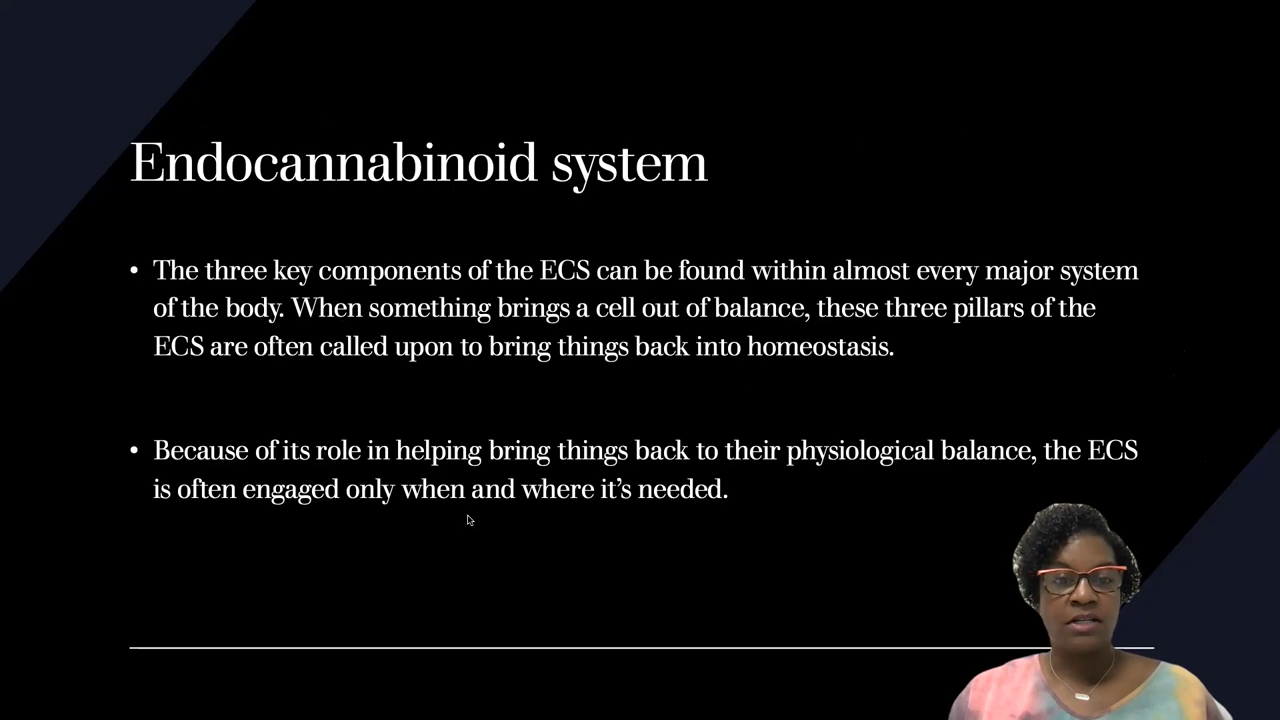 Endocannabinoid system
• The three key components of the ECS can be found within almost every major system
of the body. When something brings a cell out of balance, these three pillars of the
ECS are often called upon to bring things back into homeostasis.
• Because of its role in helping bring things back to their physiological balance, the ECS
is often engaged only when and where it’s needed.